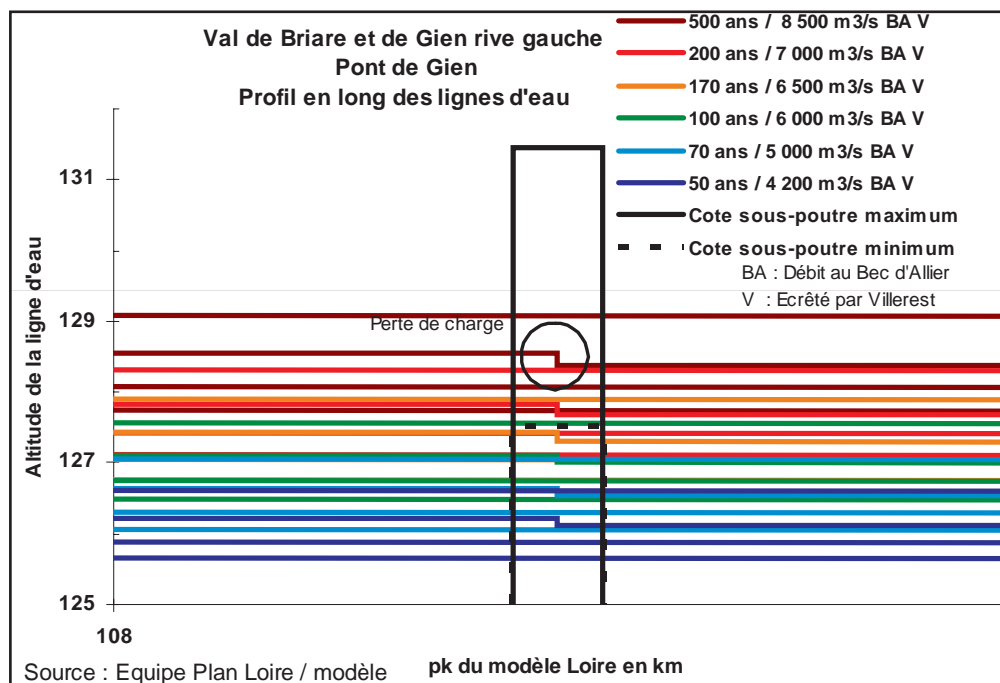 Val de Briare et de Gien rive gauche
Pont de Gien
Profil en long des lignes d'eau
500 ans / 8 500 m3/s BA V
200 ans / 7 000 m3/s BA V
170 ans / 6 500 m3/s BA V
100 ans / 6 000 m3/s BA V
70 ans / 5 000 m3/s BA V
50 ans / 4 200 m3/s BA V
Cote sous-poutre maximum
Cote sous-poutre minimum
BA : Débit au Bec d'Allier
V : Ecrêté par Villerest
Altitude de la ligne d'eau
131
129
127
125
Perte de charge
108
pk du modèle Loire en km
Source : Equipe Plan Loire / modèle